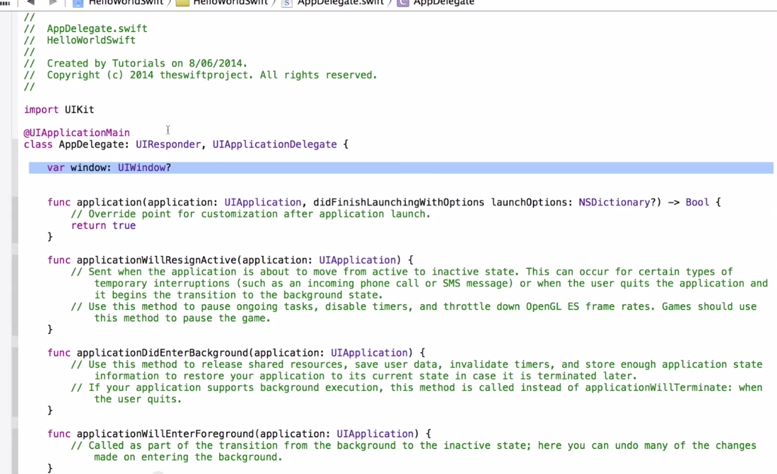 HelloWorldSwift HelloWorldSwift AppDelegate.swift AppDelegate
//
// AppDelegate.swift
// HelloWorldSwift
//
// Created by Tutorials on 8/06/2014.
// Copyright (c) 2014 theswiftproject. All rights reserved.
//
import UIKit
@UIApplicationMain
class AppDelegate: UIResponder, UIApplicationDelegate {
var window: UIWindow?
func application(application: UIApplication, didFinishLaunchingWithOptions launchOptions: NSDictionary?) -> Bool {
// Override point for customization after application launch.
return true
}
func applicationWillResignActive(application: UIApplication) {
// Sent when the application is about to move from active to inactive state. This can occur for certain types of
temporary interruptions (such as an incoming phone call or SMS message) or when the user quits the application and
it begins the transition to the background state.
// Use this method to pause ongoing tasks, disable timers, and throttle down OpenGL ES frame rates. Games should use
this method to pause the game.
}
func applicationDidEnterBackground(application: UIApplication) {
// Use this method to release shared resources, save user data, invalidate timers, and store enough application state
information to restore your application to its current state in case it is terminated later.
// If your application supports background execution, this method is called instead of applicationWillTerminate: when
the user quits.
}
func applicationWillEnterForeground(application: UIApplication) {
// Called as part of the transition from the background to the inactive state; here you can undo many of the changes
made on entering the background.
}